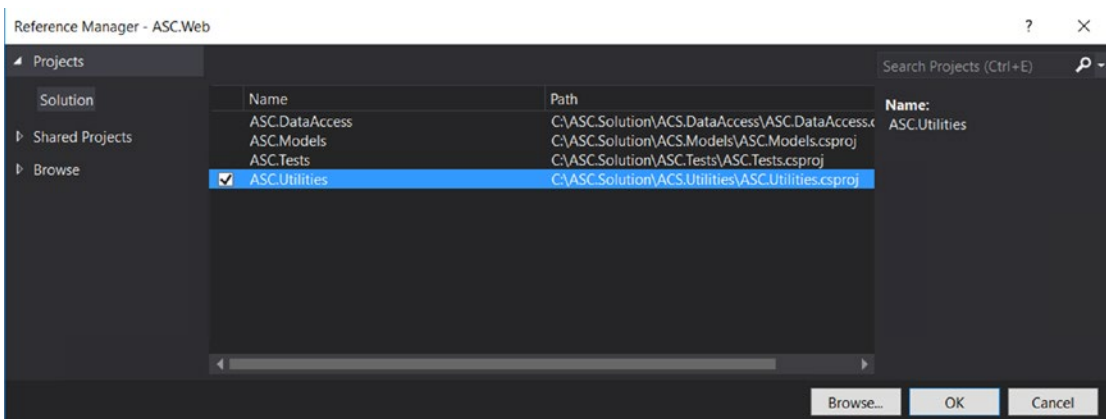 Reference Manager - ASC.Web
?
Projects
Search Projects (Ctrl+E)
Solution
Name
Path
Name:
ASC.DataAccess
C:\ASC.Solution\ACS.DataAccess\ASC.DataAccess.c
ASC.Utilities
Shared Projects
ASC.Models
C:\ASC.Solution\ACS.Models\ASC.Models.csproj
ASC.Tests
C:\ASC.Solution\ASC.Tests\ASC.Tests.csproj
Browse
ASC.Utilities
C:\ASC.Solution\ACS.Utilities\ASC.Utilities.csproj
Browse...
OK
Cancel